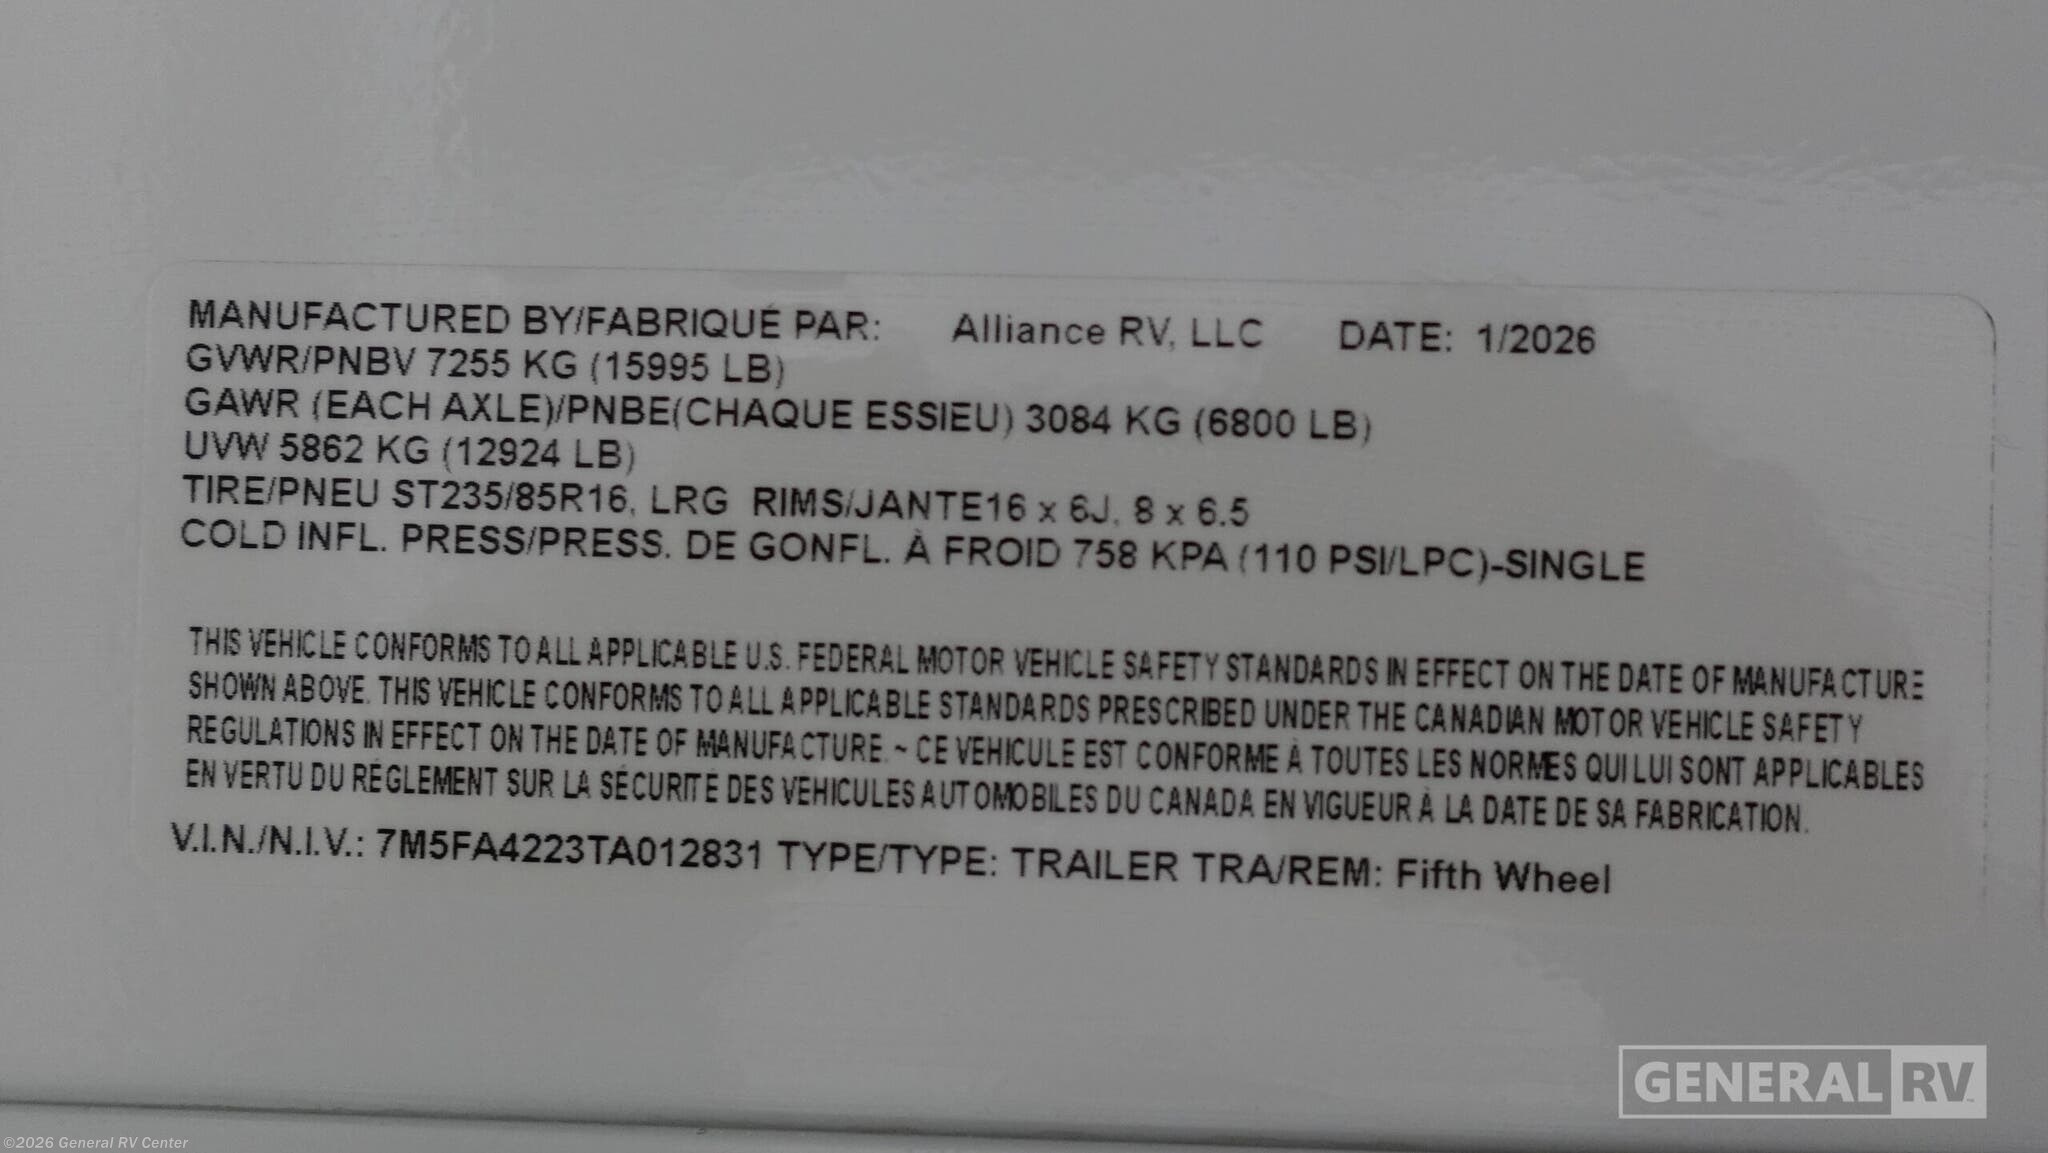 MANUFACTURED BY/FABRIQUÉ PAR: Alliance RV, LLC DATE: 1/2026
GVWR/PNBV 7255 KG (15995 LB)
GAWR (EACH AXLE)/PNBE(CHAQUE ESSIEU) 3084 KG (6800 LB)
UVW 5862 KG (12924 LB)
TIRE/PNEU ST235/85R16, LRG RIMS/JANTE16 x 6J, 8 x 6.5
COLD INFL. PRESS/PRESS. DE GONFL. À FROID 758 KPA (110 PSI/LPC)-SINGLE
THIS VEHICLE CONFORMS TO ALL APPLICABLE U.S. FEDERAL MOTOR VEHICLE SAFETY STANDARDS IN EFFECT ON THE DATE OF MANUFACTURE
SHOWN ABOVE. THIS VEHICLE CONFORMS TO ALL APPLICABLE STANDARDS PRESCRIBED UNDER THE CANADIAN MOTOR VEHICLE SAFETY
REGULATIONS IN EFFECT ON THE DATE OF MANUFACTURE. ~ CE VÉHICULE EST CONFORME À TOUTES LES NORMES QUI LUI SONT APPLICABLES
EN VERTU DU RÈGLEMENT SUR LA SÉCURITÉ DES VÉHICULES AUTOMOBILES DU CANADA EN VIGUEUR À LA DATE DE SA FABRICATION.
V.I.N./N.I.V.: 7M5FA4223TA012831 TYPE/TYPE: TRAILER TRA/REM: Fifth Wheel
GENERAL RV
©2026 General RV Center